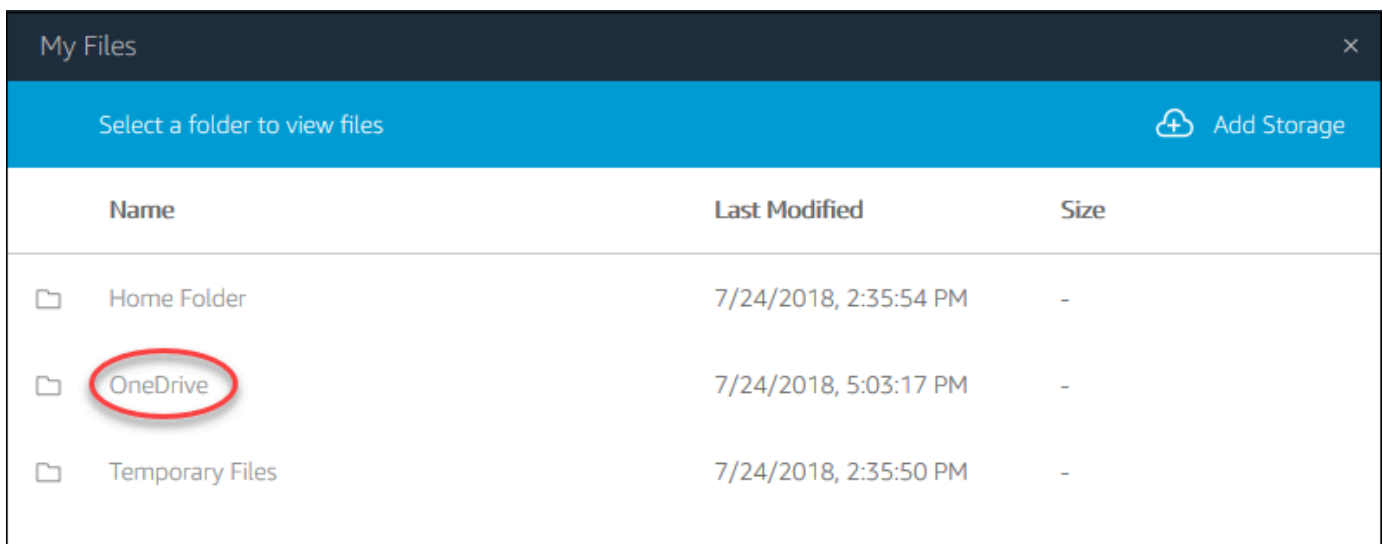 My Files
Select a folder to view files Add Storage
Name Last Modified Size
Home Folder 7/24/2018, 2:35:54 PM -
OneDrive 7/24/2018, 5:03:17 PM -
Temporary Files 7/24/2018, 2:35:50 PM -